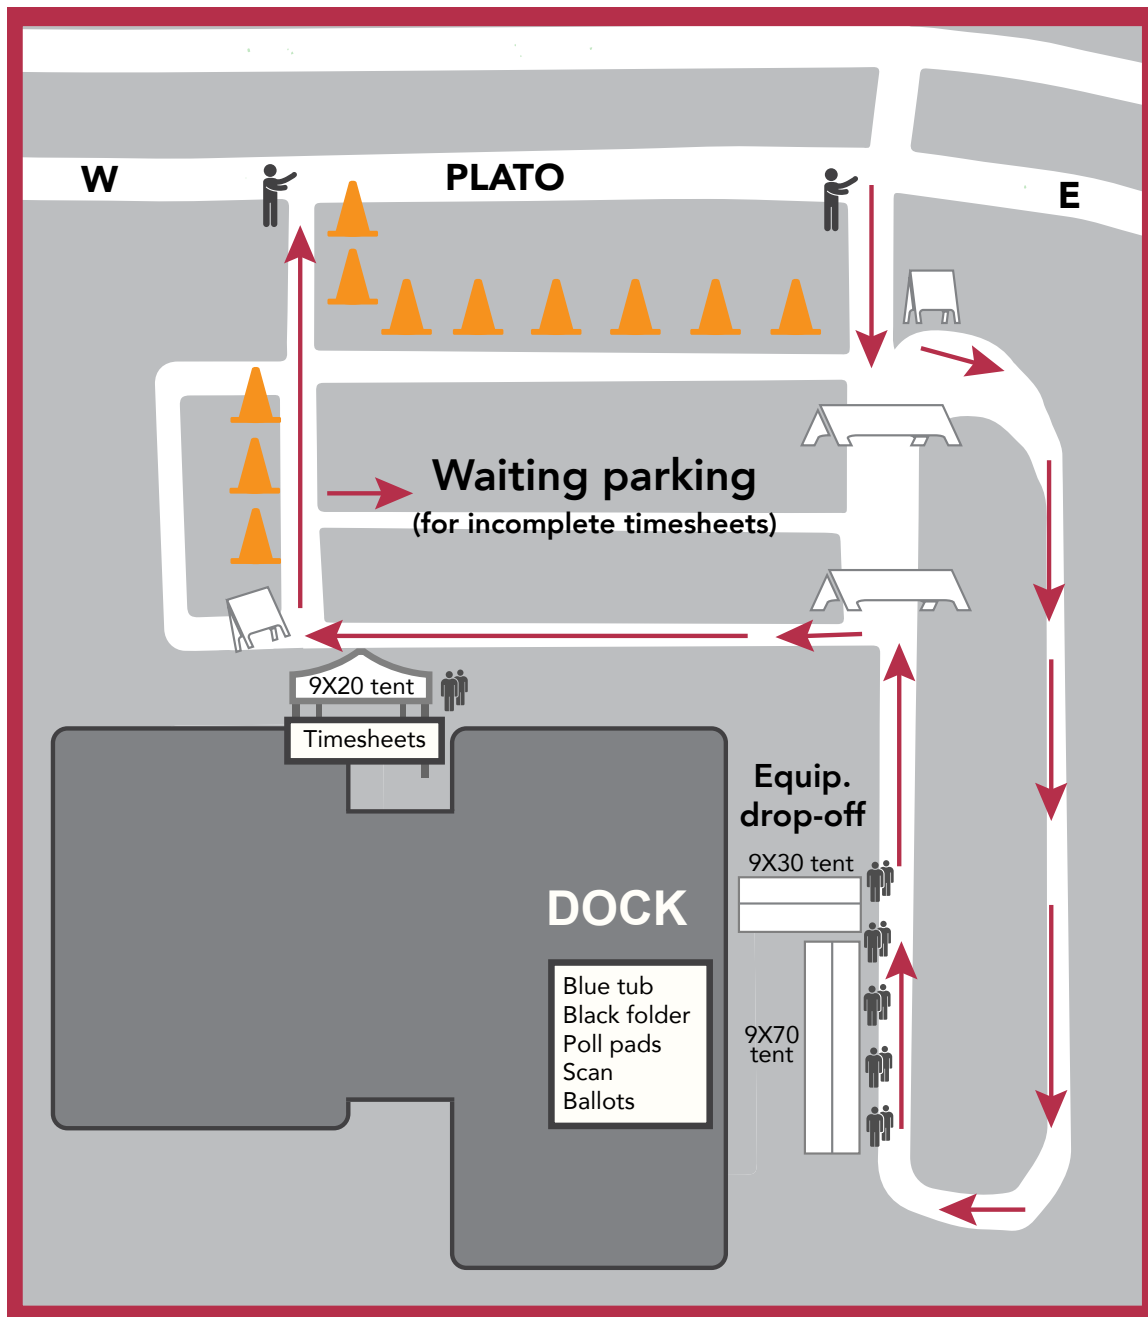 W
PLATO
E
Waiting parking
(for incomplete timesheets)
9X20 tent
Timesheets
Equip.
drop-off
9X30 tent
DOCK
Blue tub
Black folder
Poll pads
Scan
Ballots
9X70
tent